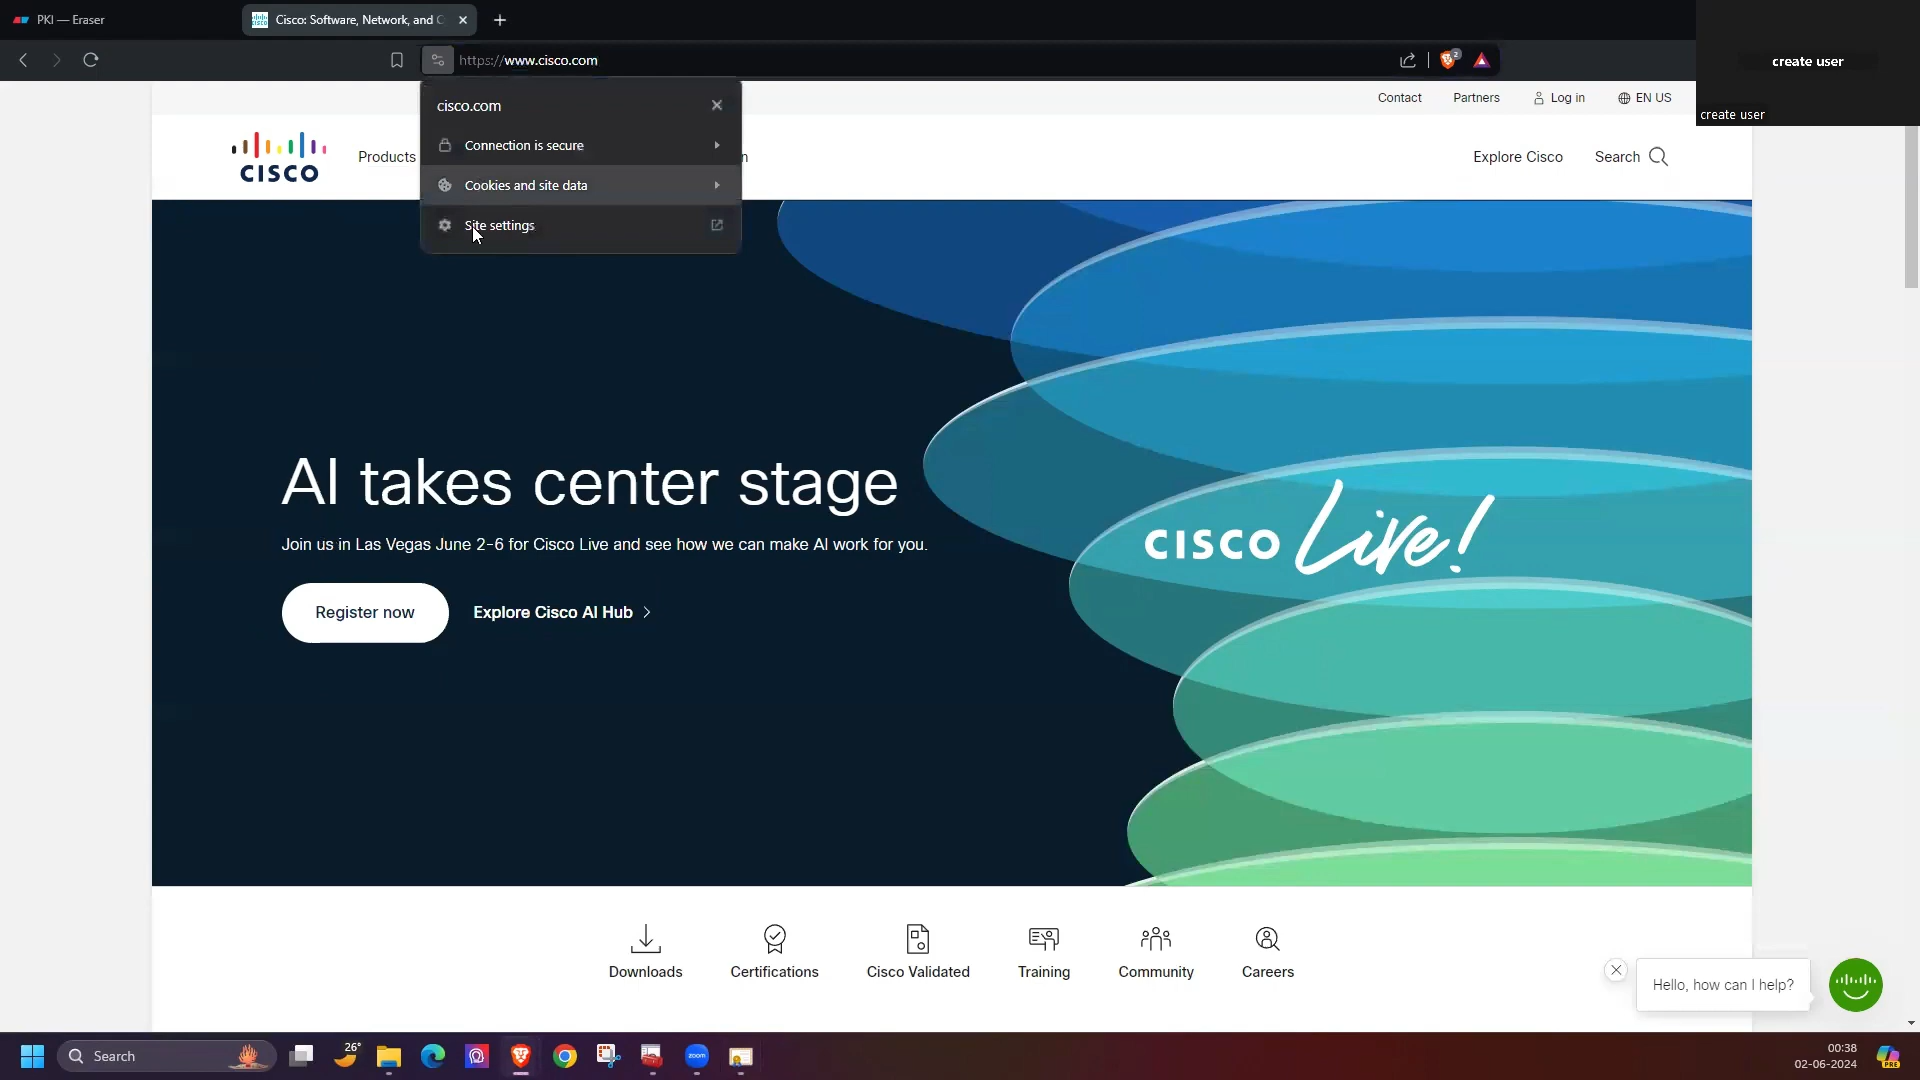 PKI — Eraser
Cisco: Software, Network, and C
create user
https://www.cisco.com
create user
cisco.com
Connection is secure
Cookies and site data
Site settings
Contact
Partners
Log in
EN US
CISCO
Products
n
Explore Cisco
Search
AI takes center stage
Join us in Las Vegas June 2-6 for Cisco Live and see how we can make AI work for you.
Register now
Explore Cisco AI Hub
CISCO Live!
Downloads
Certifications
Cisco Validated
Training
Community
Careers
Hello, how can I help?
Search
26°
zoom
00:38
02-06-2024
PRE
2